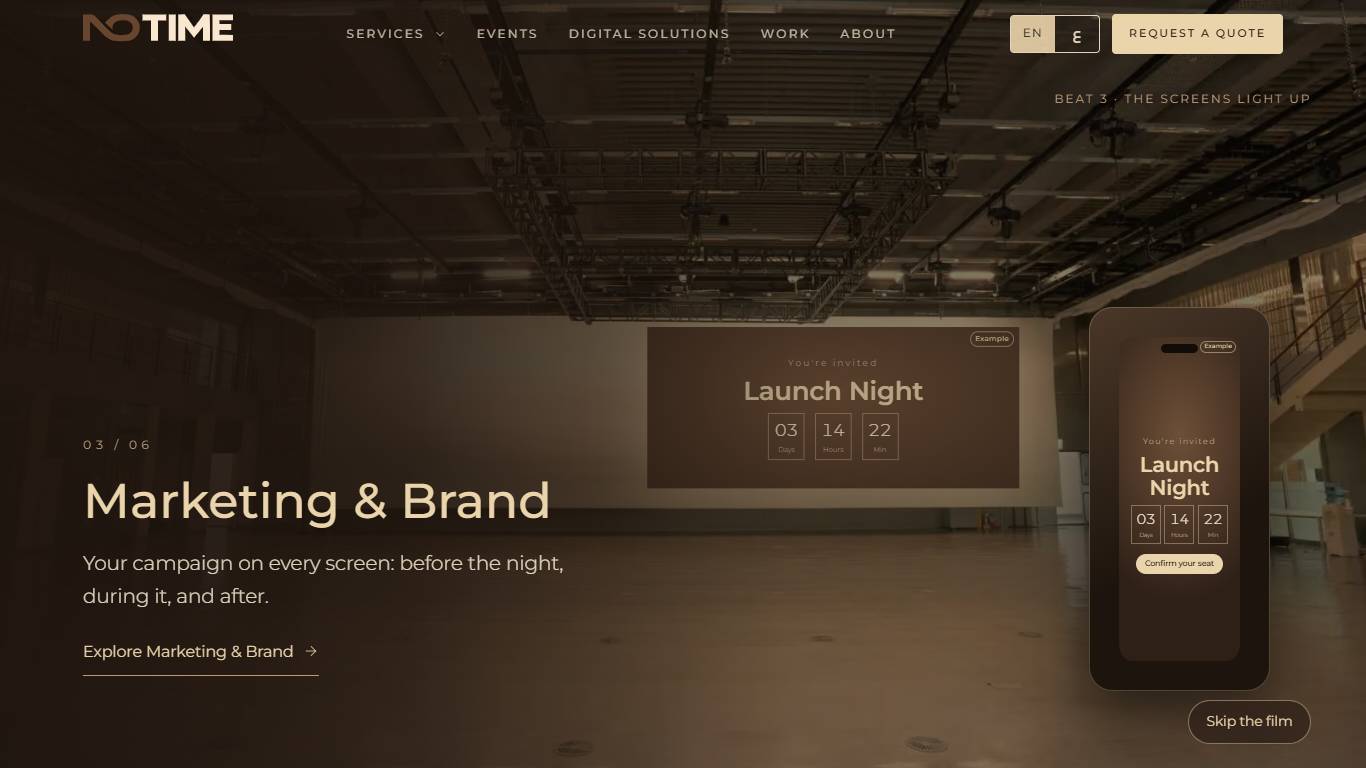 NOTIME
SERVICES
EVENTS
DIGITAL SOLUTIONS
WORK
ABOUT
EN
ع
REQUEST A QUOTE
BEAT 3 · THE SCREENS LIGHT UP
Example
You're invited
Launch Night
03 14 22
Days Hours Min
Example
You're invited
Launch
Night
03 14 22
Days Hours Min
Confirm your seat
03 / 06
Marketing & Brand
Your campaign on every screen: before the night,
during it, and after.
Explore Marketing & Brand →
Skip the film